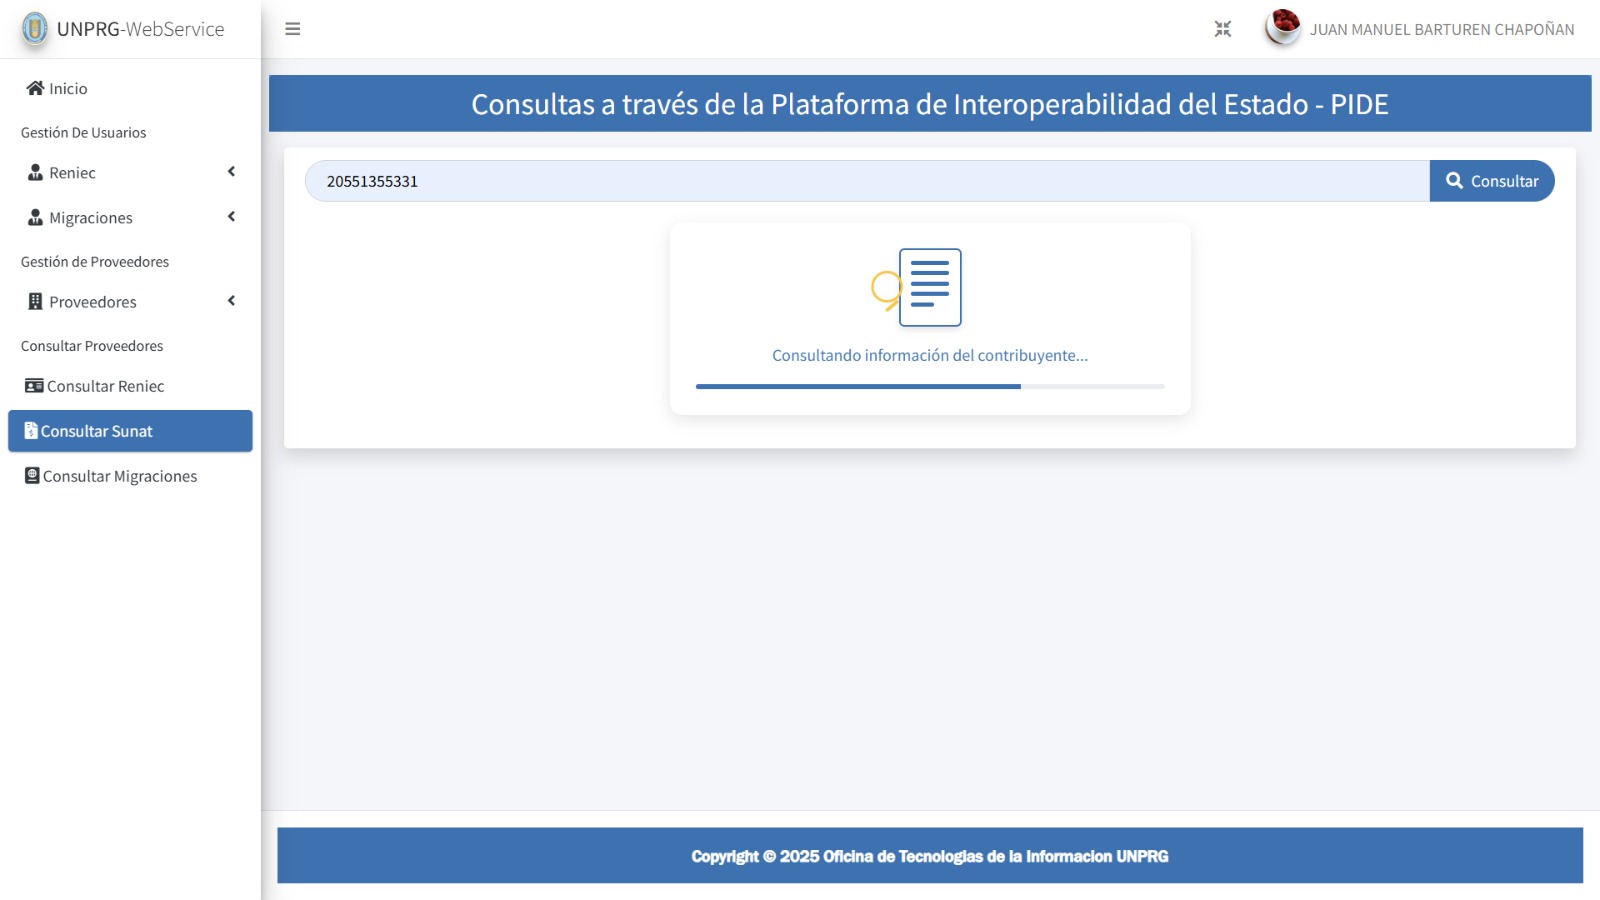 UNPRG-WebService
JUAN MANUEL BARTUREN CHAPOÑAN
Inicio
Gestión De Usuarios
Reniec
Migraciones
Gestión de Proveedores
Proveedores
Consultar Proveedores
Consultar Reniec
Consultar Sunat
Consultar Migraciones
Consultas a través de la Plataforma de Interoperabilidad del Estado - PIDE
20551355331
Consultar
Consultando información del contribuyente...
Copyright © 2025 Oficina de Tecnologias de la Informacion UNPRG